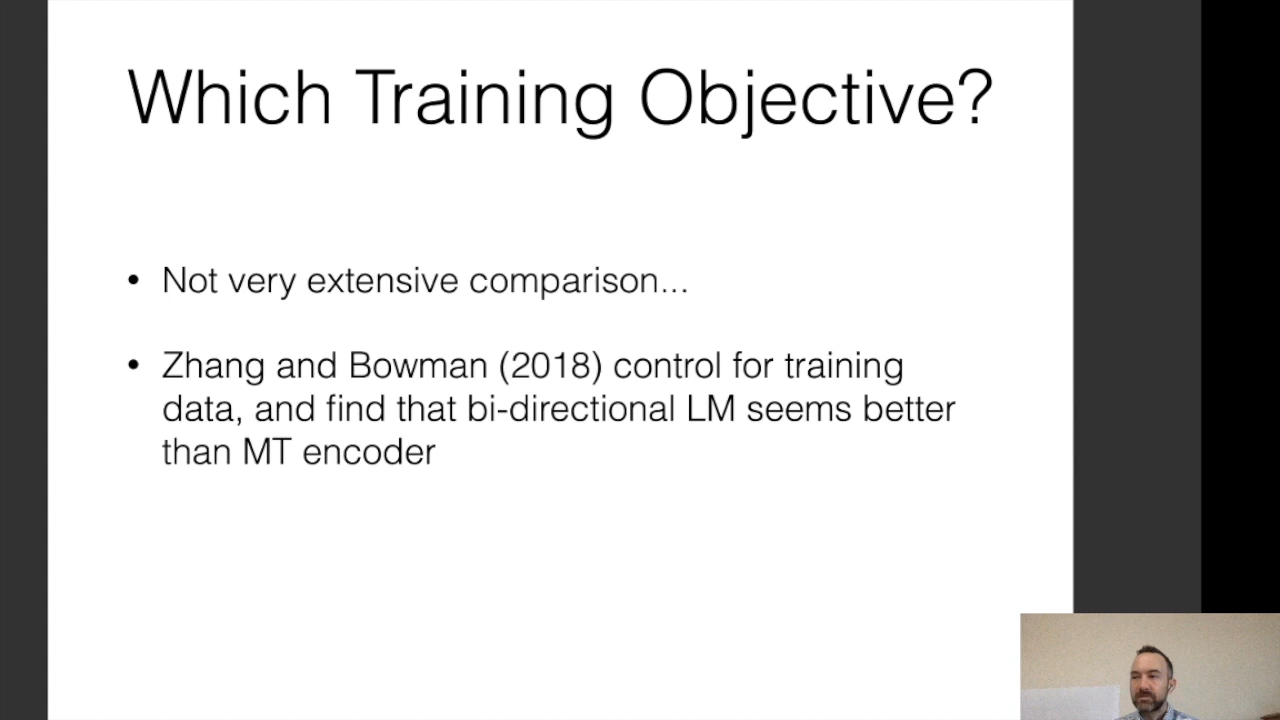 Which Training Objective?
• Not very extensive comparison...
• Zhang and Bowman (2018) control for training
data, and find that bi-directional LM seems better
than MT encoder